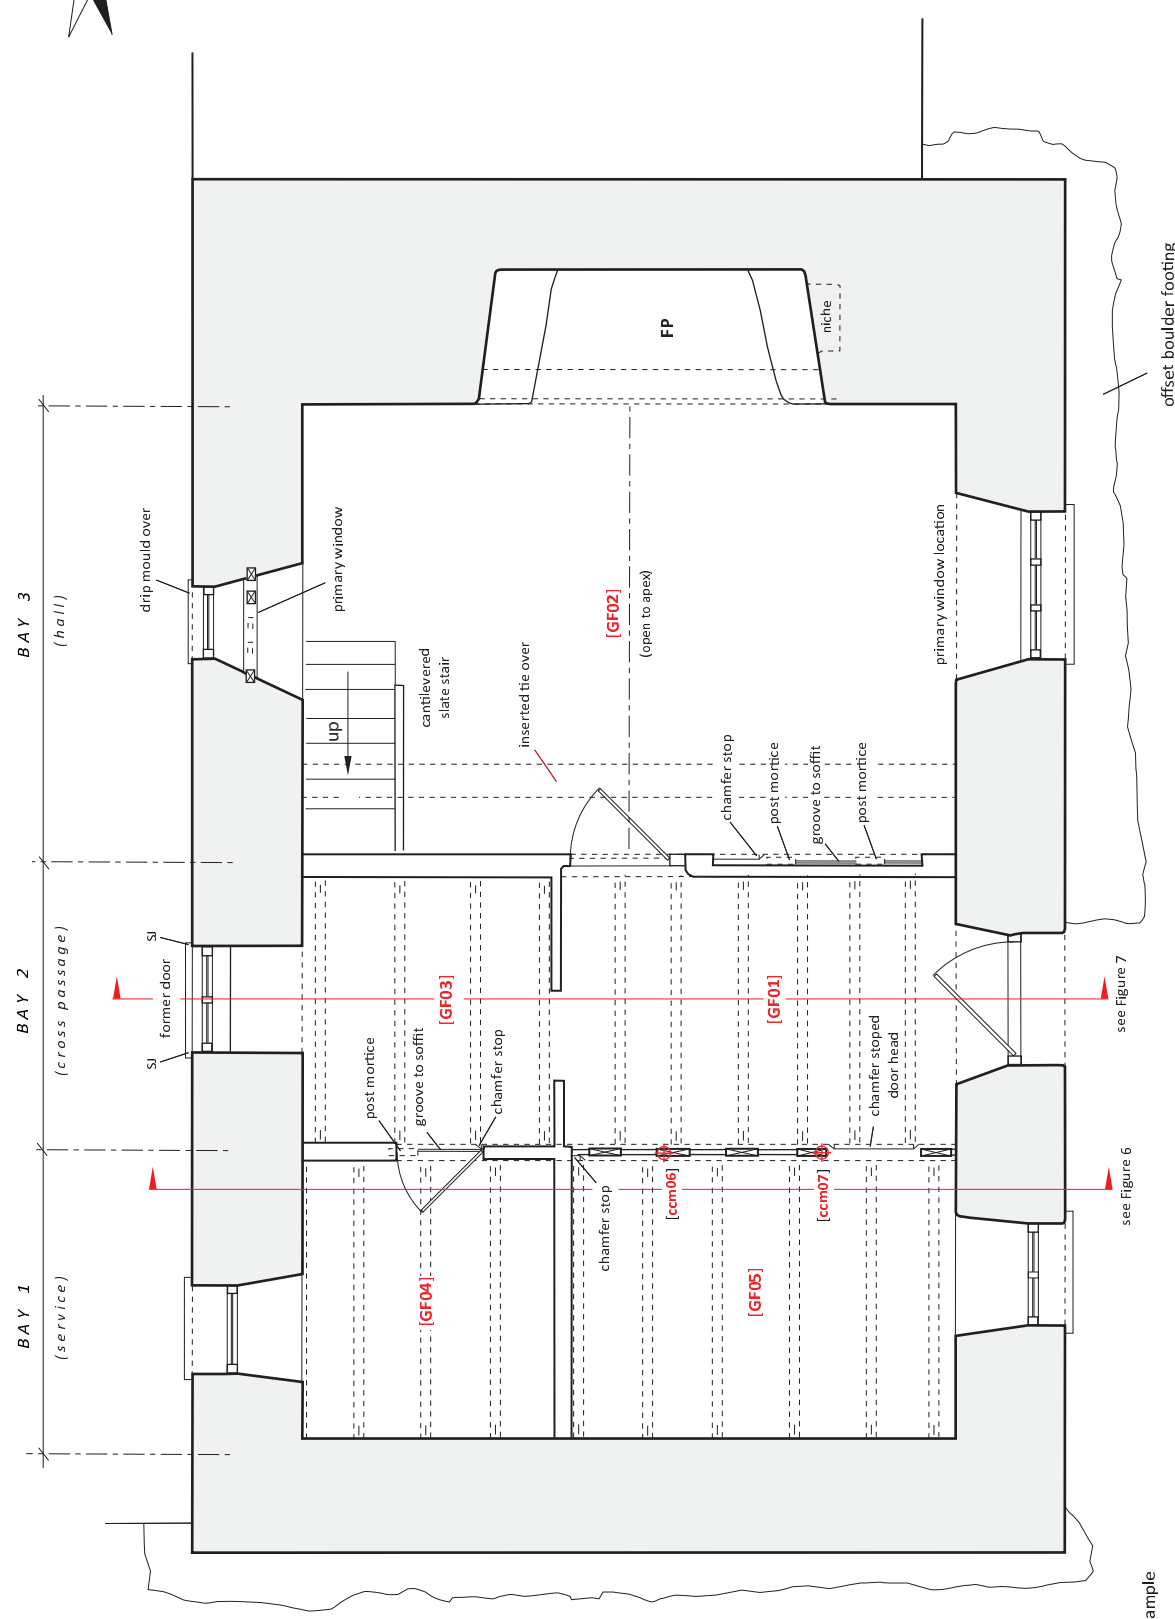 BAY 1
(service)
BAY 2
(cross passage)
BAY 3
(hall)
SJ
former door
SJ
drip mould over
primary window
up
cantilevered
slate stair
post mortice
groove to soffit
chamfer stop
[GF03]
[GF04]
inserted tie over
[GF02]
(open to apex)
FP
niche
chamfer stop
post mortice
groove to soffit
post mortice
primary window location
[GF01]
chamfer stoped
door head
chamfer stop
[ccm06]
[ccm07]
[GF05]
see Figure 6
see Figure 7
offset boulder footing
ample